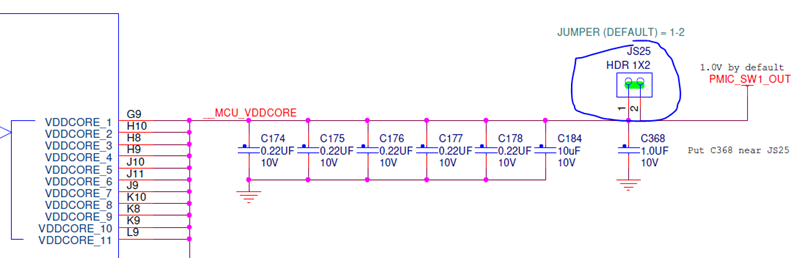 JUMPER (DEFAULT) = 1-2
JS25
HDR 1X2
1.0V by default
PMIC_SW1_OUT
1
2
MCU_VDDCORE
VDDCORE_1 G9
VDDCORE_2 H10
VDDCORE_3 H8
VDDCORE_4 H9
VDDCORE_5 J10
VDDCORE_6 J11
VDDCORE_7 J9
VDDCORE_8 K10
VDDCORE_9 K8
VDDCORE_10 K9
VDDCORE_11 L9
C174
0.22UF
10V
C175
0.22UF
10V
C176
0.22UF
10V
C177
0.22UF
10V
C178
0.22UF
10V
C184
10uF
10V
C368
1.0UF
10V
Put C368 near JS25